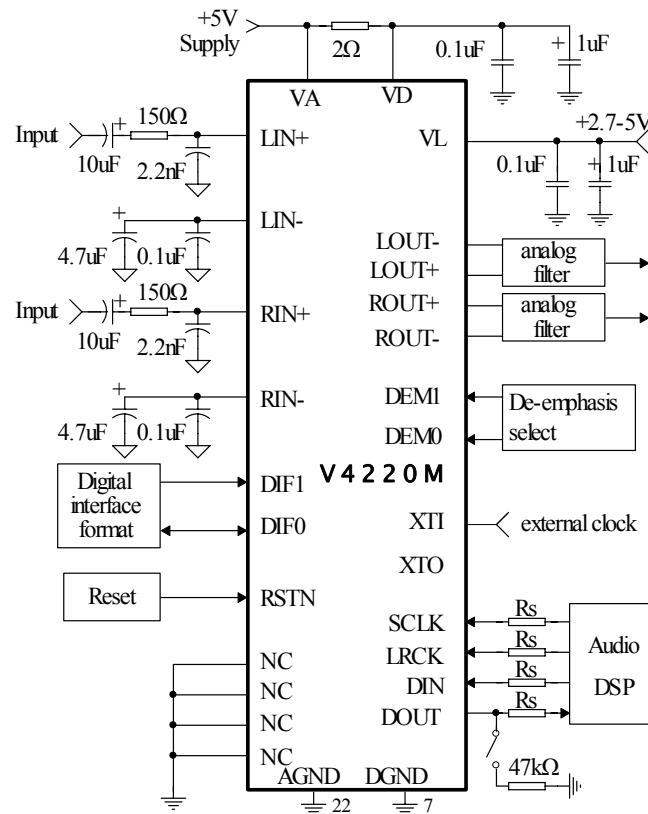 +5V
Supply
2Ω
0.1uF
+
1uF
VA
VD
Input
+
150Ω
10uF
2.2nF
LIN+
VL
+2.7-5V
0.1uF
+
1uF
+
LIN-
4.7uF
0.1uF
LOUT-
LOUT+
analog
filter
Input
+
150Ω
10uF
2.2nF
RIN+
ROUT+
ROUT-
analog
filter
+
RIN-
4.7uF
0.1uF
DEM1
DEM0
De-emphasis
select
V4220M
Digital
interface
format
DIF1
DIF0
XTI
external clock
XTO
Reset
RSTN
SCLK
Rs
LRCK
Rs
DIN
Rs
DOUT
Rs
Audio
DSP
NC
NC
NC
NC
47kΩ
AGND
DGND
22
7